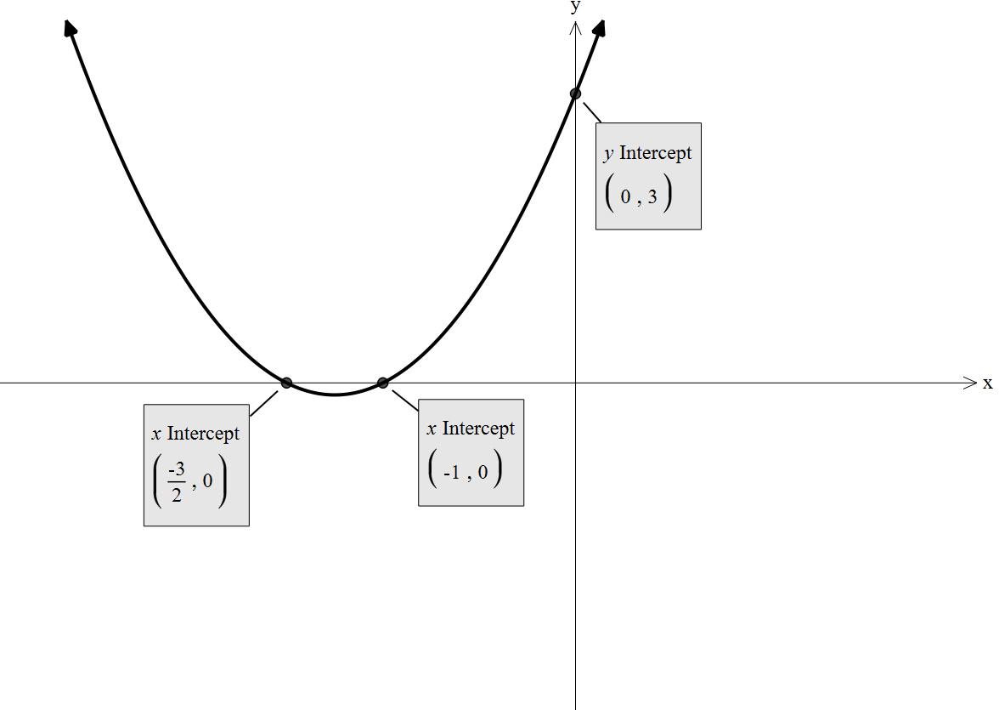 y
y Intercept
( 0 , 3 )
x
x Intercept
( -3/2 , 0 )
x Intercept
( -1 , 0 )